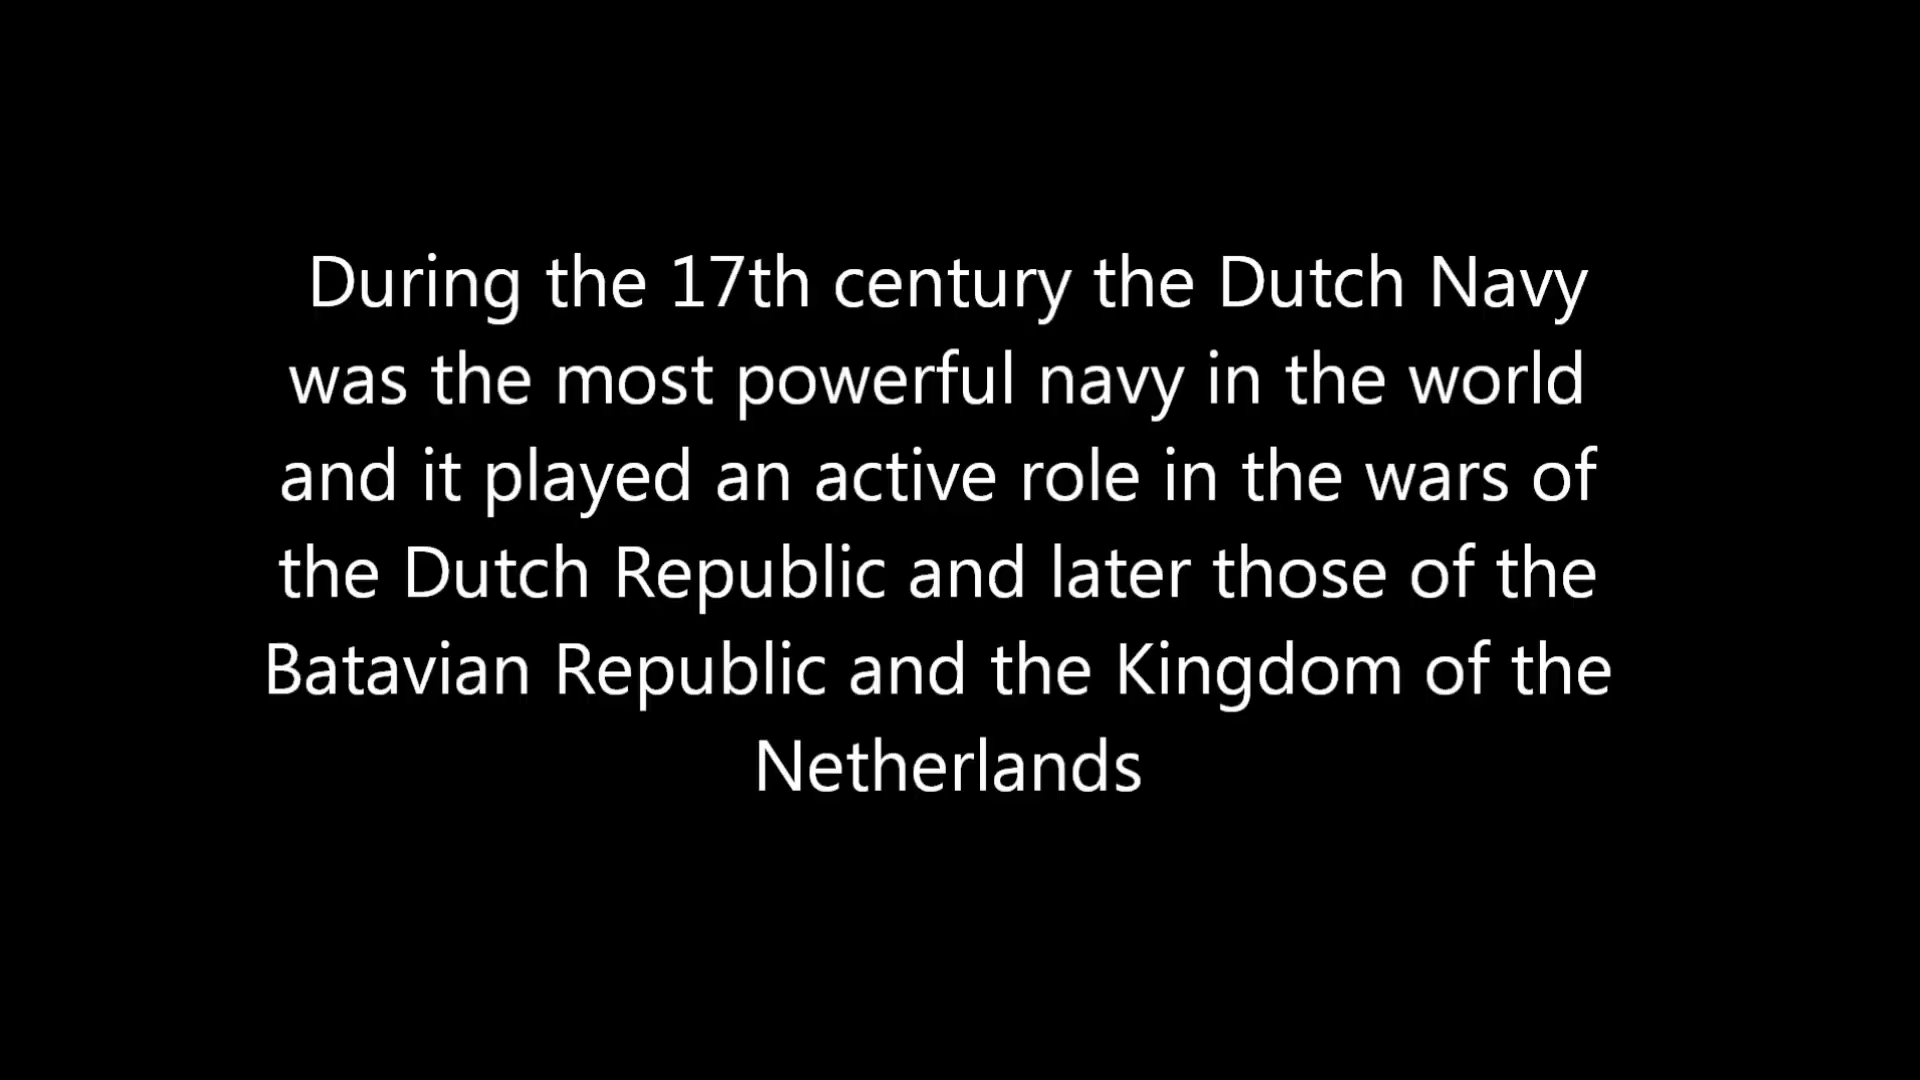 During the 17th century the Dutch Navy
was the most powerful navy in the world
and it played an active role in the wars of
the Dutch Republic and later those of the
Batavian Republic and the Kingdom of the
Netherlands